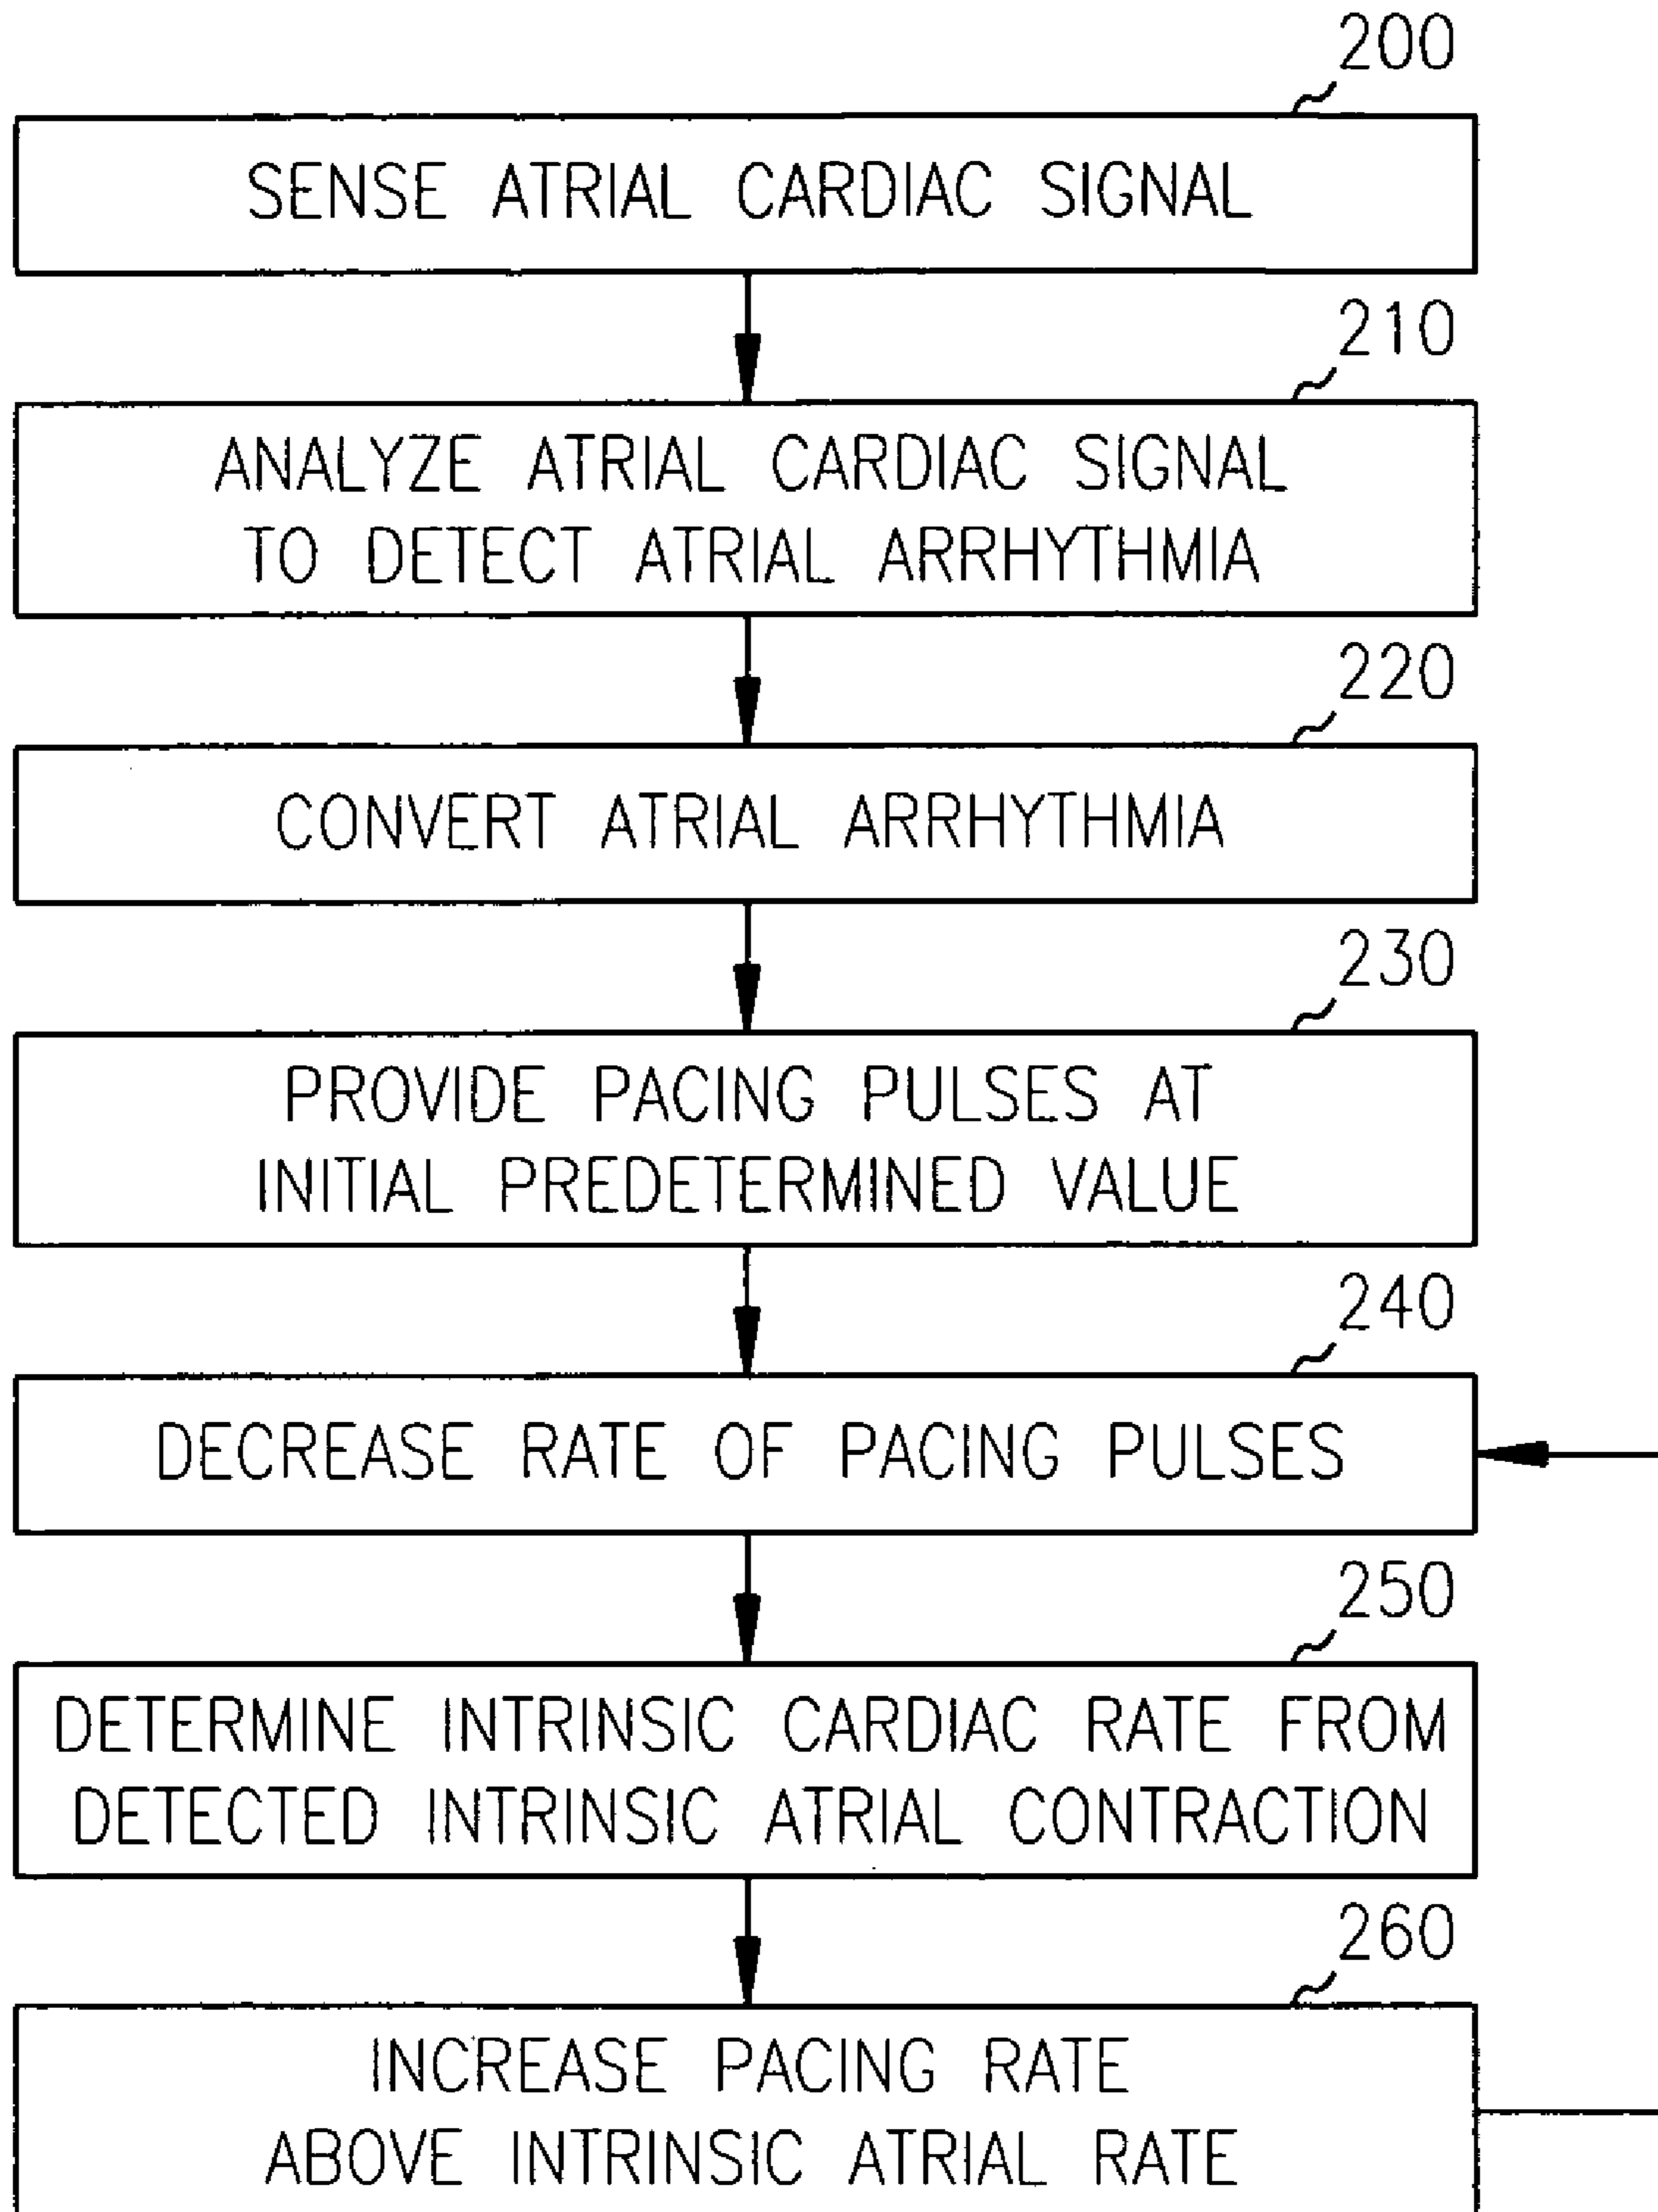 200
SENSE ATRIAL CARDIAC SIGNAL
210
ANALYZE ATRIAL CARDIAC SIGNAL
TO DETECT ATRIAL ARRHYTHMIA
220
CONVERT ATRIAL ARRHYTHMIA
230
PROVIDE PACING PULSES AT
INITIAL PREDETERMINED VALUE
240
DECREASE RATE OF PACING PULSES
250
DETERMINE INTRINSIC CARDIAC RATE FROM
DETECTED INTRINSIC ATRIAL CONTRACTION
260
INCREASE PACING RATE
ABOVE INTRINSIC ATRIAL RATE